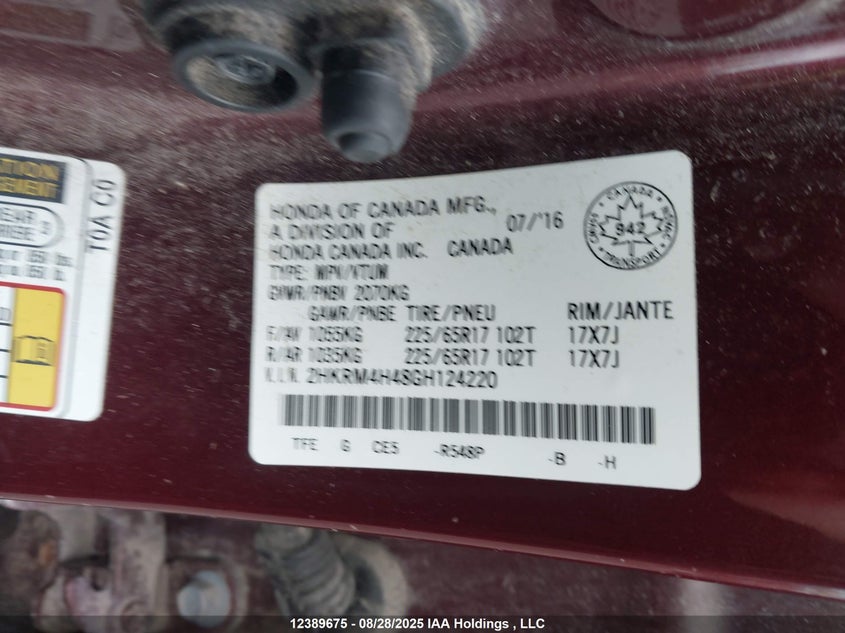 HONDA OF CANADA MFG.,
A DIVISION OF
HONDA CANADA INC. CANADA
07/'16
TYPE: MPV/VTUM
GVWR/PNBV 2070KG
GAWR/PNBE TIRE/PNEU RIM/JANTE
F/AV 1055KG 225/65R17 102T 17X7J
R/AR 1035KG 225/65R17 102T 17X7J
V.I.N. 2HKRM4H48GH124220
TFE G CE5 -R548P -B -H
CANADA
942
TRANSPORT
T0A C0
12389675 - 08/28/2025 IAA Holdings , LLC